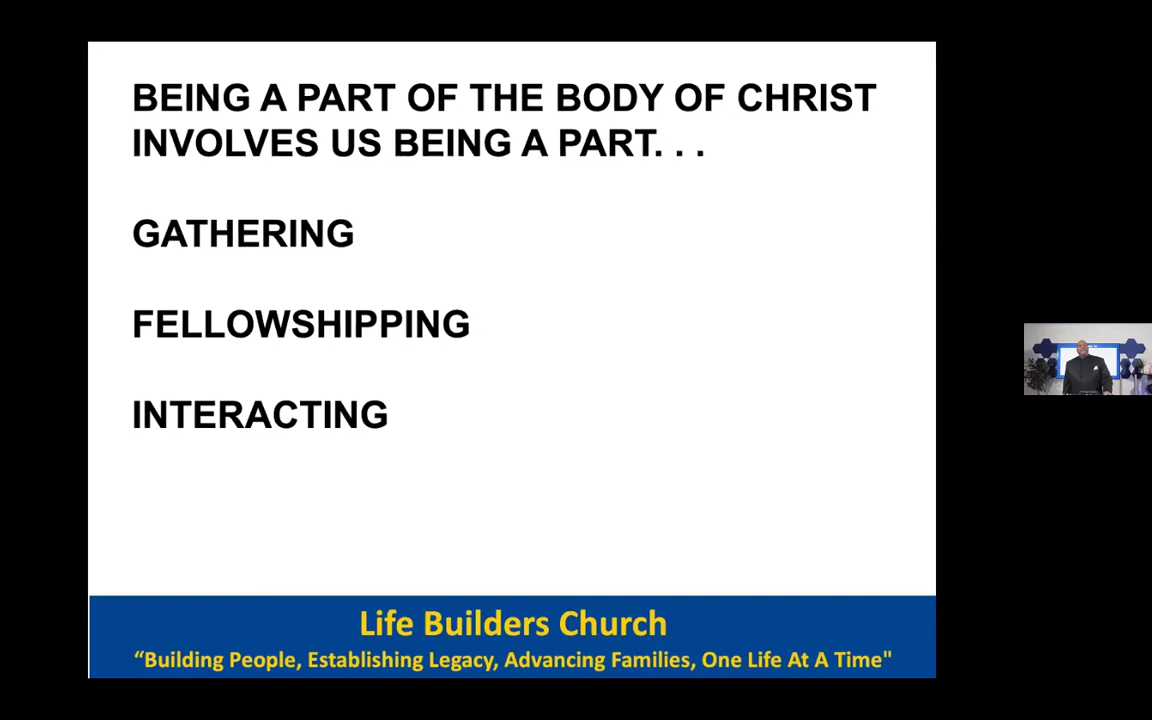 BEING A PART OF THE BODY OF CHRIST
INVOLVES US BEING A PART. . .
GATHERING
FELLOWSHIPPING
INTERACTING
Life Builders Church
“Building People, Establishing Legacy, Advancing Families, One Life At A Time"